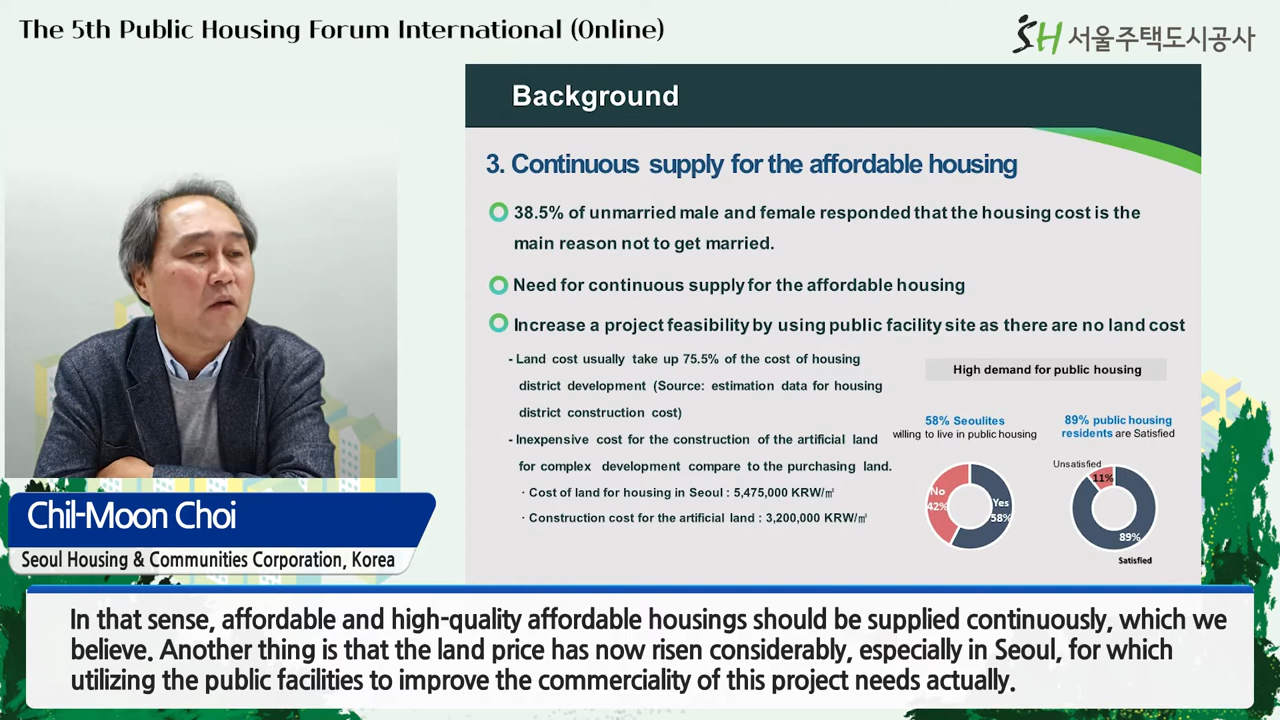 The 5th Public Housing Forum International (Online)
SH 서울주택도시공사
Background
3. Continuous supply for the affordable housing
38.5% of unmarried male and female responded that the housing cost is the
main reason not to get married.
Need for continuous supply for the affordable housing
Increase a project feasibility by using public facility site as there are no land cost
- Land cost usually take up 75.5% of the cost of housing
district development (Source: estimation data for housing
district construction cost)
- Inexpensive cost for the construction of the artificial land
for complex development compare to the purchasing land.
· Cost of land for housing in Seoul : 5,475,000 KRW/㎡
· Construction cost for the artificial land : 3,200,000 KRW/㎡
High demand for public housing
58% Seoulites
willing to live in public housing
No
42%
Yes
58%
89% public housing
residents are Satisfied
Unsatisfied
11%
89%
Satisfied
Chil-Moon Choi
Seoul Housing & Communities Corporation, Korea
In that sense, affordable and high-quality affordable housings should be supplied continuously, which we
believe. Another thing is that the land price has now risen considerably, especially in Seoul, for which
utilizing the public facilities to improve the commerciality of this project needs actually.